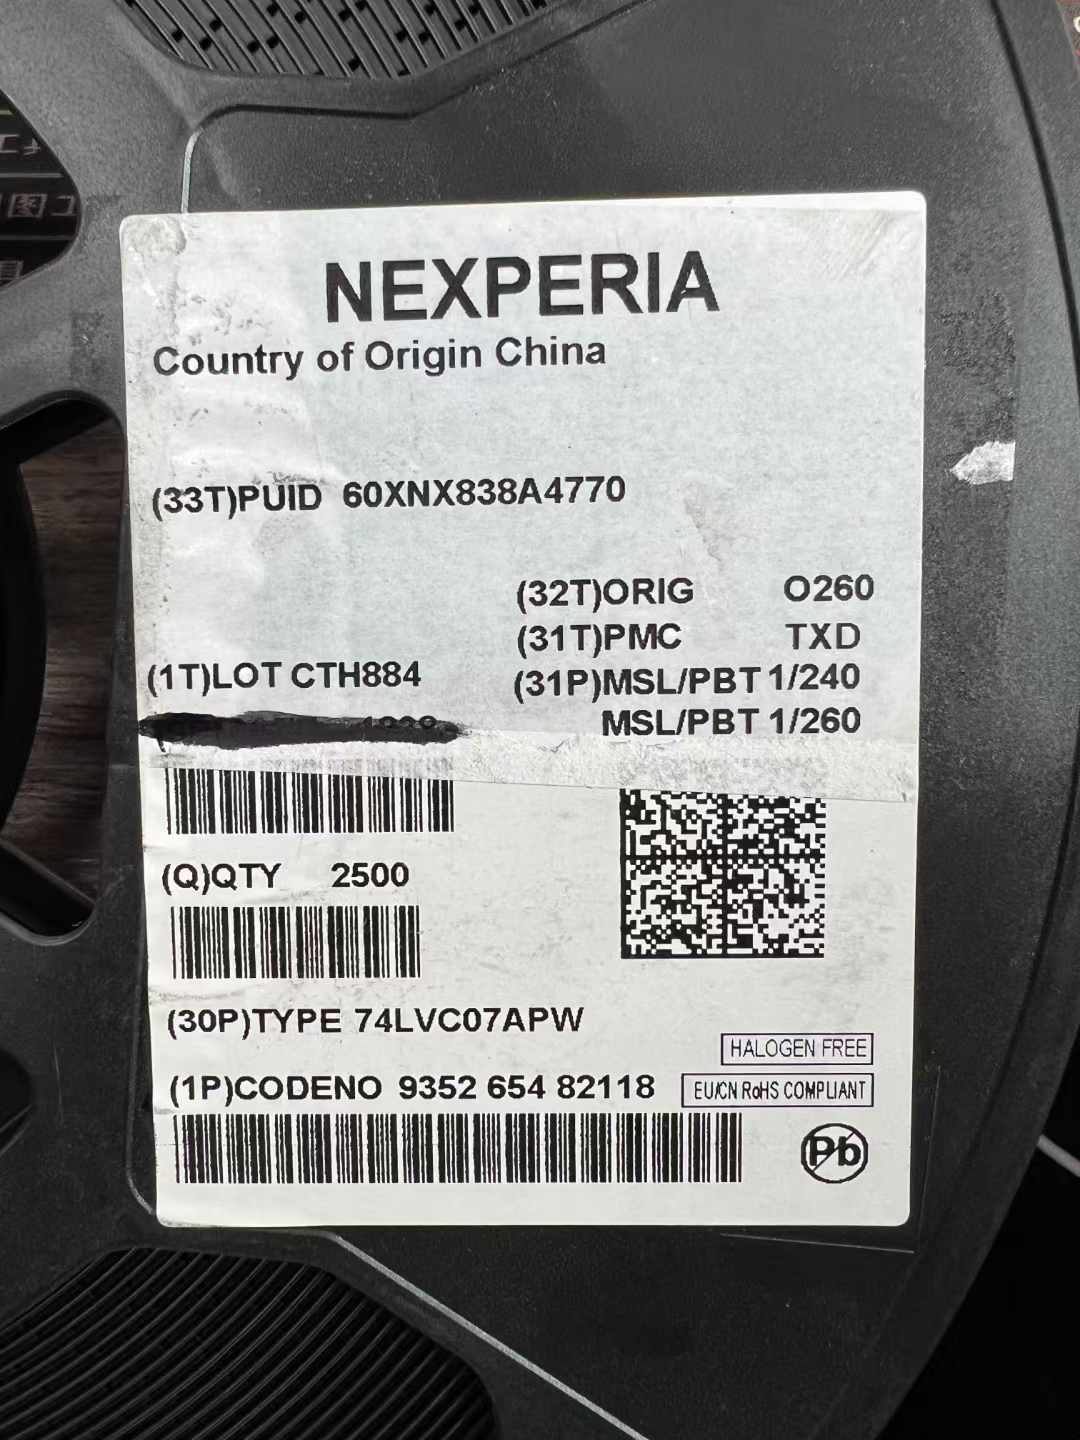 NEXPERIA
Country of Origin China
(33T)PUID 60XNX838A4770
(32T)ORIG O260
(31T)PMC TXD
(1T)LOT CTH884
(31P)MSL/PBT 1/240
MSL/PBT 1/260
(Q)QTY 2500
(30P)TYPE 74LVC07APW
HALOGEN FREE
(1P)CODENO 9352 654 82118
EU/CN RoHS COMPLIANT
Pb